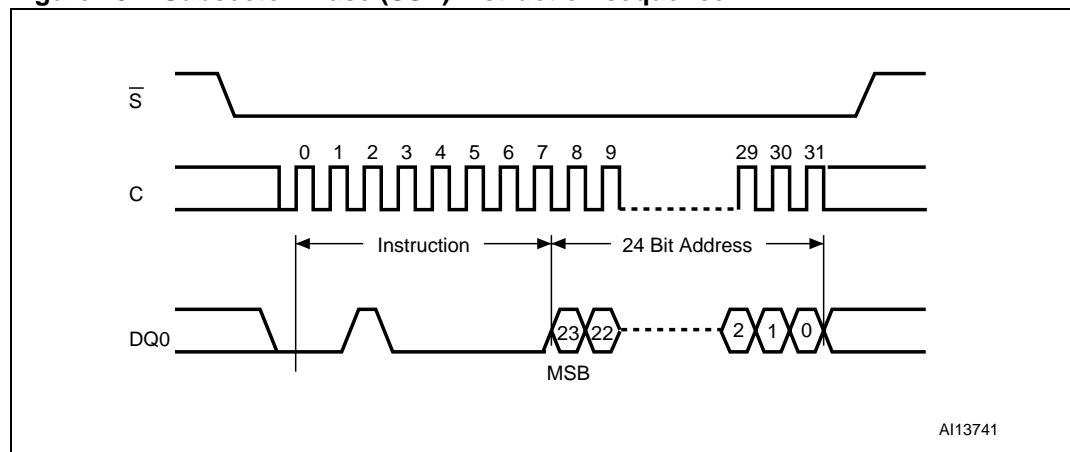 S
0 1 2 3 4 5 6 7 8 9 29 30 31
C
Instruction 24 Bit Address
DQ0 23 22 2 1 0
MSB
AI13741